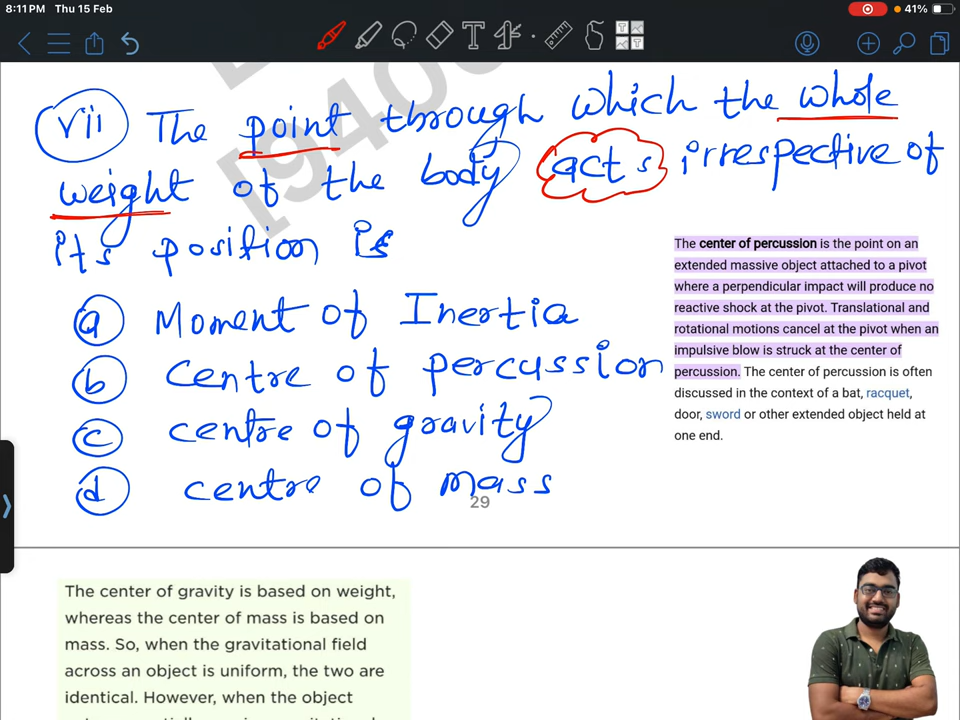 8:11 PM Thu 15 Feb
41%
[9406
vii The point through which the whole
weight of the body acts irrespective of
its position is
a Moment of Inertia
b Centre of percussion
c centre of gravity
d centre of mass
29
The center of percussion is the point on an
extended massive object attached to a pivot
where a perpendicular impact will produce no
reactive shock at the pivot. Translational and
rotational motions cancel at the pivot when an
impulsive blow is struck at the center of
percussion. The center of percussion is often
discussed in the context of a bat, racquet,
door, sword or other extended object held at
one end.
The center of gravity is based on weight,
whereas the center of mass is based on
mass. So, when the gravitational field
across an object is uniform, the two are
identical. However, when the object